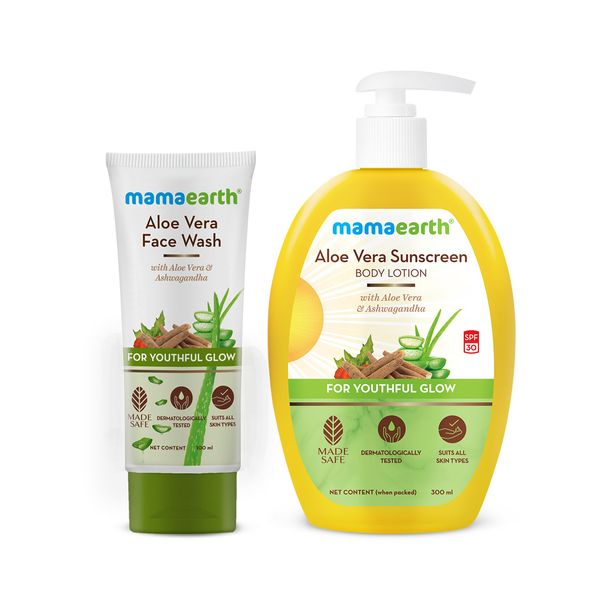 mamaearth®
Aloe Vera
Face Wash
with Aloe Vera &
Ashwagandha
FOR YOUTHFUL GLOW
MADE
SAFE
DERMATOLOGICALLY
TESTED
SUITS ALL
SKIN TYPES
NET CONTENT 100 ml
mamaearth®
Aloe Vera Sunscreen
BODY LOTION
with Aloe Vera
& Ashwagandha
SPF
30
FOR YOUTHFUL GLOW
MADE
SAFE
DERMATOLOGICALLY
TESTED
SUITS ALL
SKIN TYPES
NET CONTENT (when packed) 300 ml